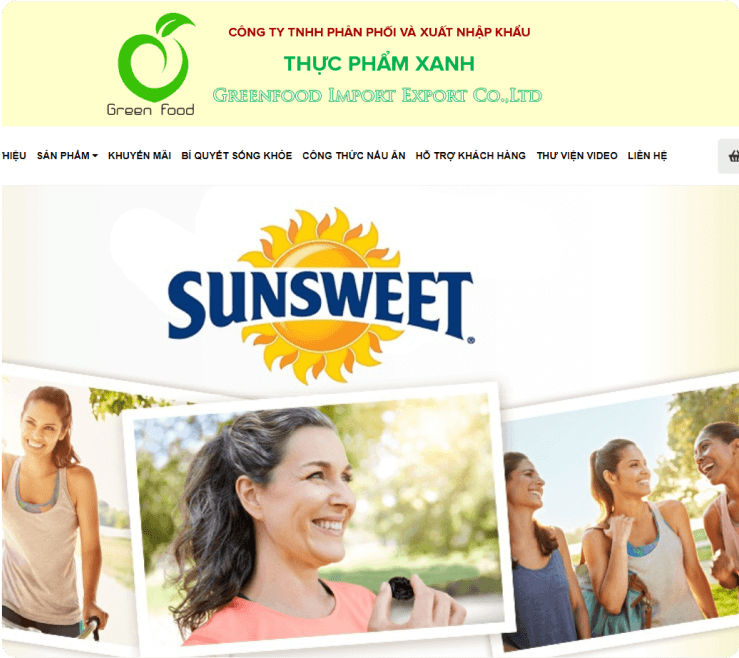 CÔNG TY TNHH PHÂN PHỐI VÀ XUẤT NHẬP KHẨU
THỰC PHẨM XANH
GREENFOOD IMPORT EXPORT CO.,LTD
Green Food
HIỆU SẢN PHẨM KHUYẾN MÃI BÍ QUYẾT SỐNG KHỎE CÔNG THỨC NẤU ĂN HỖ TRỢ KHÁCH HÀNG THƯ VIỆN VIDEO LIÊN HỆ
SUNSWEET®